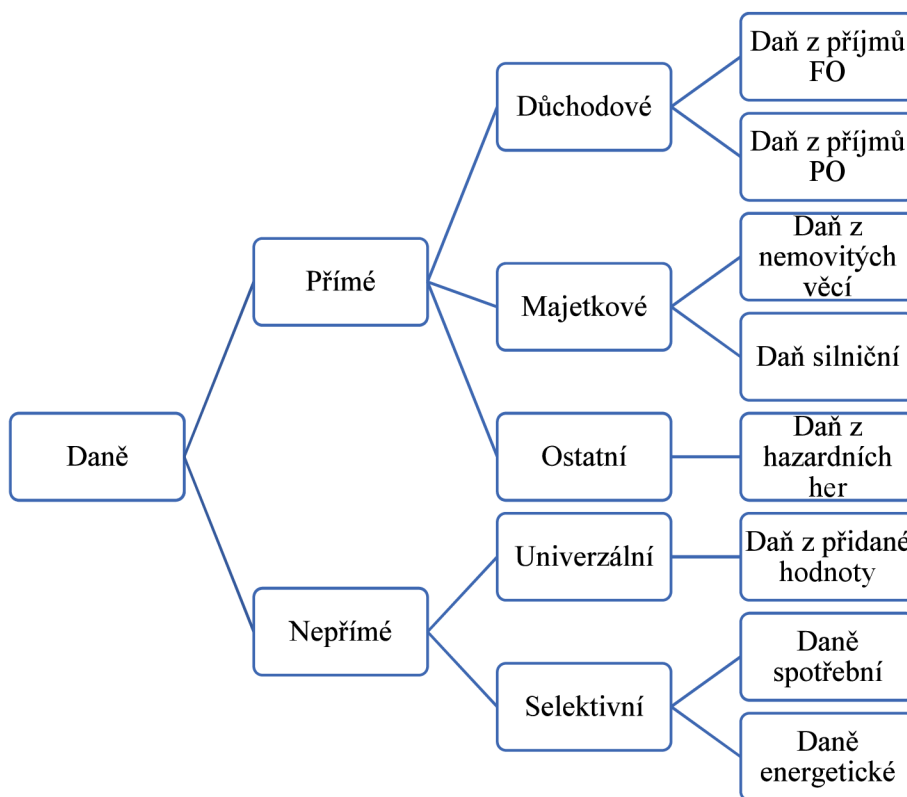 Daně
Přímé
Důchodové
Daň z příjmů
FO
Daň z příjmů
PO
Majetkové
Daň z
nemovitých
věcí
Daň silniční
Ostatní
Daň z
hazardních
her
Nepřímé
Univerzální
Daň z přidané
hodnoty
Selektivní
Daně
spotřební
Daně
energetické